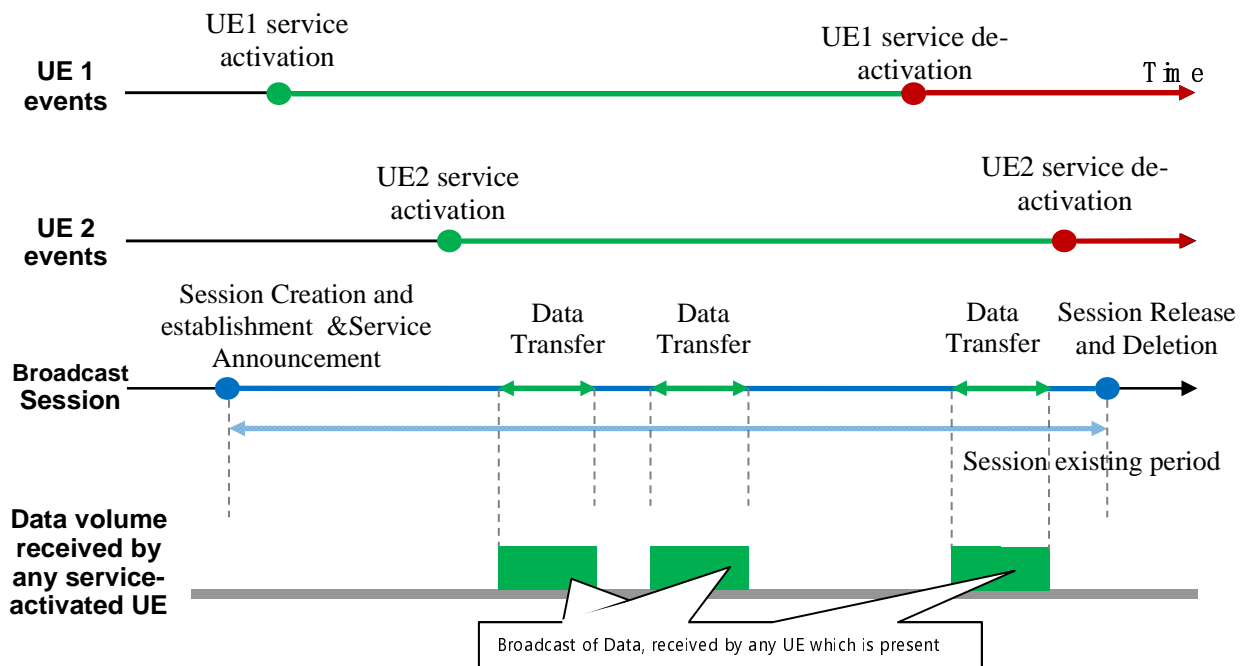 UE1 service
activation
UE1 service de-
activation
Time
UE 1
events
UE2 service
activation
UE2 service de-
activation
UE 2
events
Session Creation and
establishment &Service
Announcement
Data
Transfer
Data
Transfer
Data
Transfer
Session Release
and Deletion
Broadcast
Session
Session existing period
Data volume
received by
any service-
activated UE
Broadcast of Data, received by any UE which is present